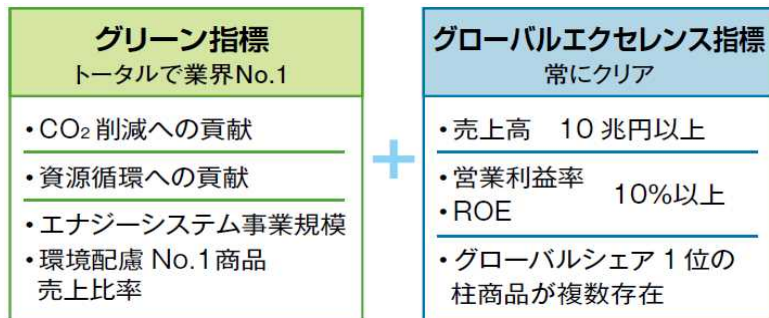 グリーン指標
トータルで業界No.1
・CO₂削減への貢献
・資源循環への貢献
・エナジーシステム事業規模
・環境配慮 No.1商品
売上比率
+
グローバルエクセレンス指標
常にクリア
・売上高 10 兆円以上
・営業利益率
・ROE
10%以上
・グローバルシェア 1 位の
柱商品が複数存在